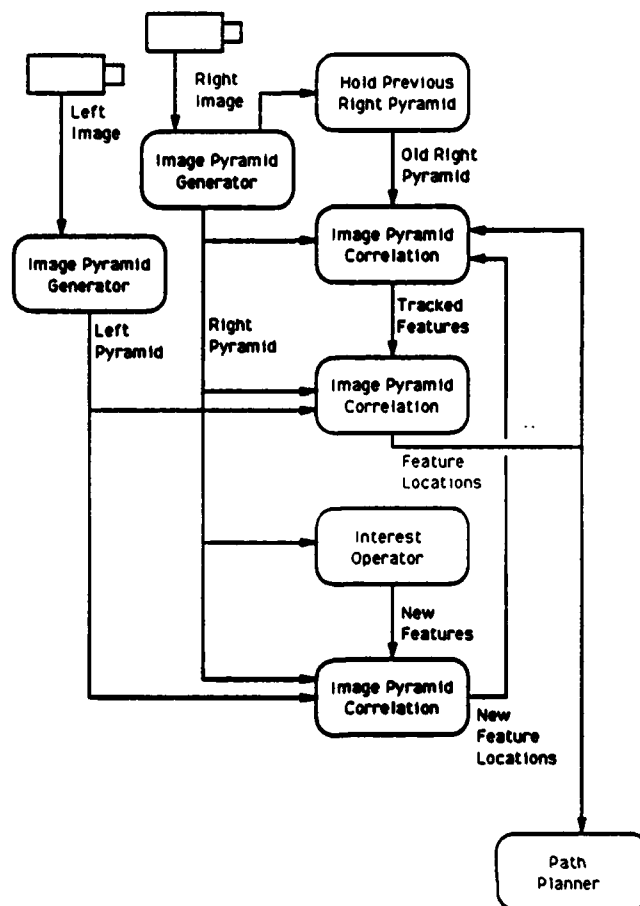 Left
Image
Right
Image
Hold Previous
Right Pyramid
Image Pyramid
Generator
Old Right
Pyramid
Image Pyramid
Generator
Image Pyramid
Correlation
Left
Pyramid
Right
Pyramid
Tracked
Features
Image Pyramid
Correlation
Feature
Locations
Interest
Operator
New
Features
Image Pyramid
Correlation
New
Feature
Locations
Path
Planner